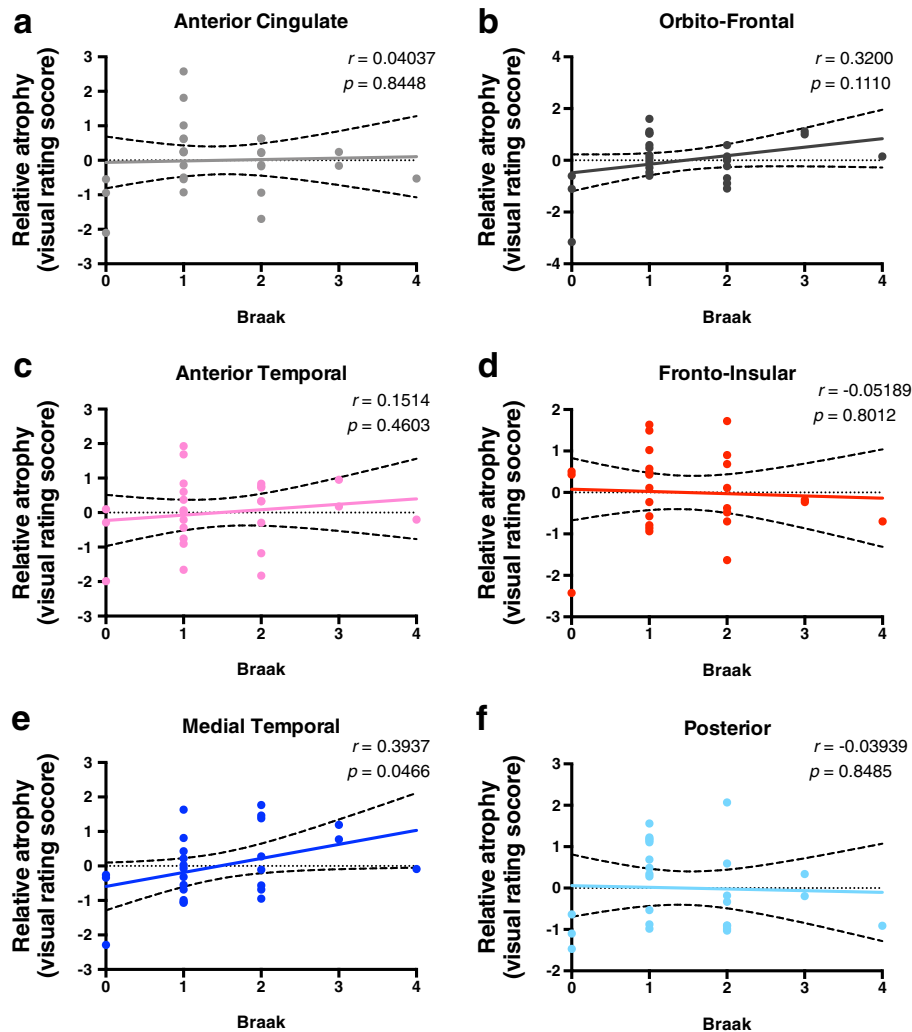 a
Anterior Cingulate
r = 0.04037
p = 0.8448
Relative atrophy
(visual rating socore)
3
2
1
0
-1
-2
-3
0 1 2 3 4
Braak
b
Orbito-Frontal
r = 0.3200
p = 0.1110
Relative atrophy
(visual rating socore)
4
2
0
-2
-4
0 1 2 3 4
Braak
c
Anterior Temporal
r = 0.1514
p = 0.4603
Relative atrophy
(visual rating socore)
3
2
1
0
-1
-2
-3
0 1 2 3 4
Braak
d
Fronto-Insular
r = -0.05189
p = 0.8012
Relative atrophy
(visual rating socore)
2
1
0
-1
-2
-3
0 1 2 3 4
Braak
e
Medial Temporal
r = 0.3937
p = 0.0466
Relative atrophy
(visual rating socore)
3
2
1
0
-1
-2
-3
0 1 2 3 4
Braak
f
Posterior
r = -0.03939
p = 0.8485
Relative atrophy
(visual rating socore)
3
2
1
0
-1
-2
0 1 2 3 4
Braak